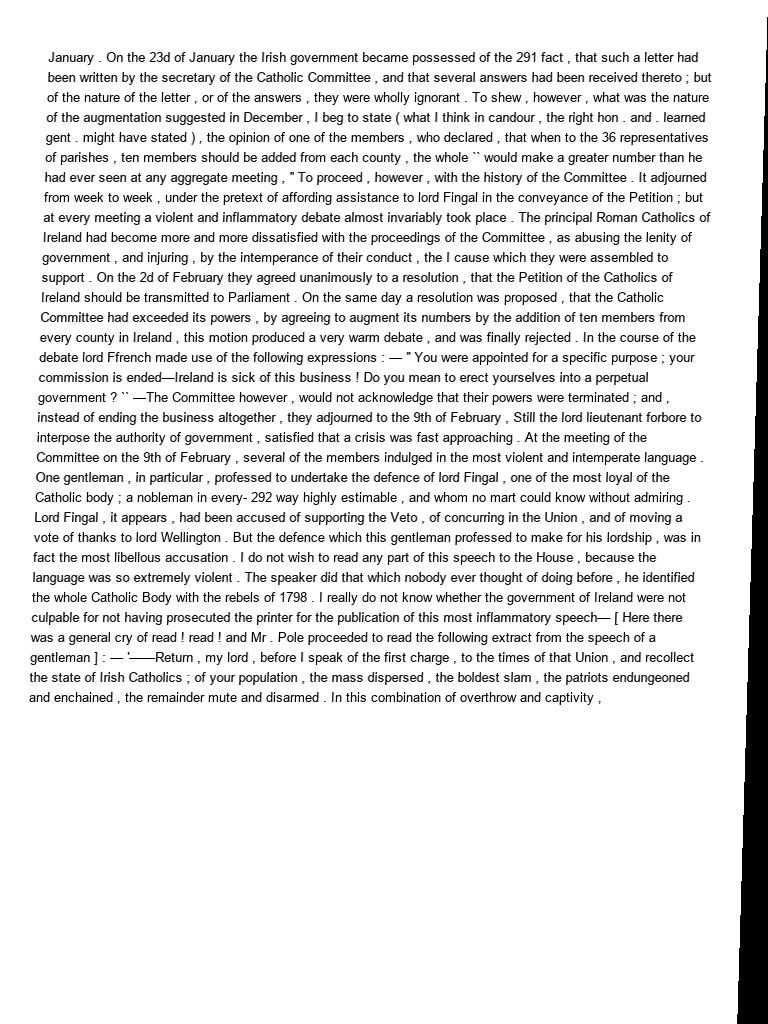 January . On the 23d of January the Irish government became possessed of the 291 fact , that such a letter had
been written by the secretary of the Catholic Committee , and that several answers had been received thereto ; but
of the nature of the letter , or of the answers , they were wholly ignorant . To shew , however , what was the nature
of the augmentation suggested in December , I beg to state ( what I think in candour , the right hon . and . learned
gent . might have stated ) , the opinion of one of the members , who declared , that when to the 36 representatives
of parishes , ten members should be added from each county , the whole `` would make a greater number than he
had ever seen at any aggregate meeting , " To proceed , however , with the history of the Committee . It adjourned
from week to week , under the pretext of affording assistance to lord Fingal in the conveyance of the Petition ; but
at every meeting a violent and inflammatory debate almost invariably took place . The principal Roman Catholics of
Ireland had become more and more dissatisfied with the proceedings of the Committee , as abusing the lenity of
government , and injuring , by the intemperance of their conduct , the I cause which they were assembled to
support . On the 2d of February they agreed unanimously to a resolution , that the Petition of the Catholics of
Ireland should be transmitted to Parliament . On the same day a resolution was proposed , that the Catholic
Committee had exceeded its powers , by agreeing to augment its numbers by the addition of ten members from
every county in Ireland , this motion produced a very warm debate , and was finally rejected . In the course of the
debate lord Ffrench made use of the following expressions : — " You were appointed for a specific purpose ; your
commission is ended—Ireland is sick of this business ! Do you mean to erect yourselves into a perpetual
government ? `` —The Committee however , would not acknowledge that their powers were terminated ; and ,
instead of ending the business altogether , they adjourned to the 9th of February , Still the lord lieutenant forbore to
interpose the authority of government , satisfied that a crisis was fast approaching . At the meeting of the
Committee on the 9th of February , several of the members indulged in the most violent and intemperate language .
One gentleman , in particular , professed to undertake the defence of lord Fingal , one of the most loyal of the
Catholic body ; a nobleman in every- 292 way highly estimable , and whom no mart could know without admiring .
Lord Fingal , it appears , had been accused of supporting the Veto , of concurring in the Union , and of moving a
vote of thanks to lord Wellington . But the defence which this gentleman professed to make for his lordship , was in
fact the most libellous accusation . I do not wish to read any part of this speech to the House , because the
language was so extremely violent . The speaker did that which nobody ever thought of doing before , he identified
the whole Catholic Body with the rebels of 1798 . I really do not know whether the government of Ireland were not
culpable for not having prosecuted the printer for the publication of this most inflammatory speech— [ Here there
was a general cry of read ! read ! and Mr . Pole proceeded to read the following extract from the speech of a
gentleman ] : — '——Return , my lord , before I speak of the first charge , to the times of that Union , and recollect
the state of Irish Catholics ; of your population , the mass dispersed , the boldest slam , the patriots endungeoned
and enchained , the remainder mute and disarmed . In this combination of overthrow and captivity ,